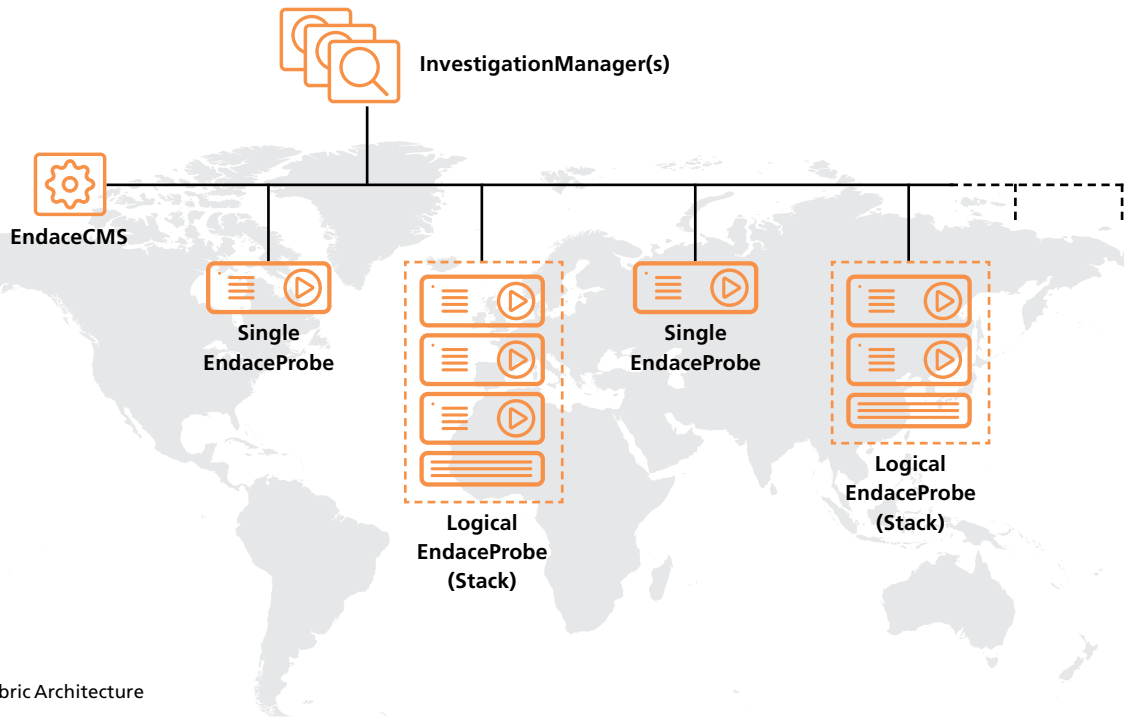 InvestigationManager(s)
EndaceCMS
Single
EndaceProbe
Logical
EndaceProbe
(Stack)
Single
EndaceProbe
Logical
EndaceProbe
(Stack)
bric Architecture